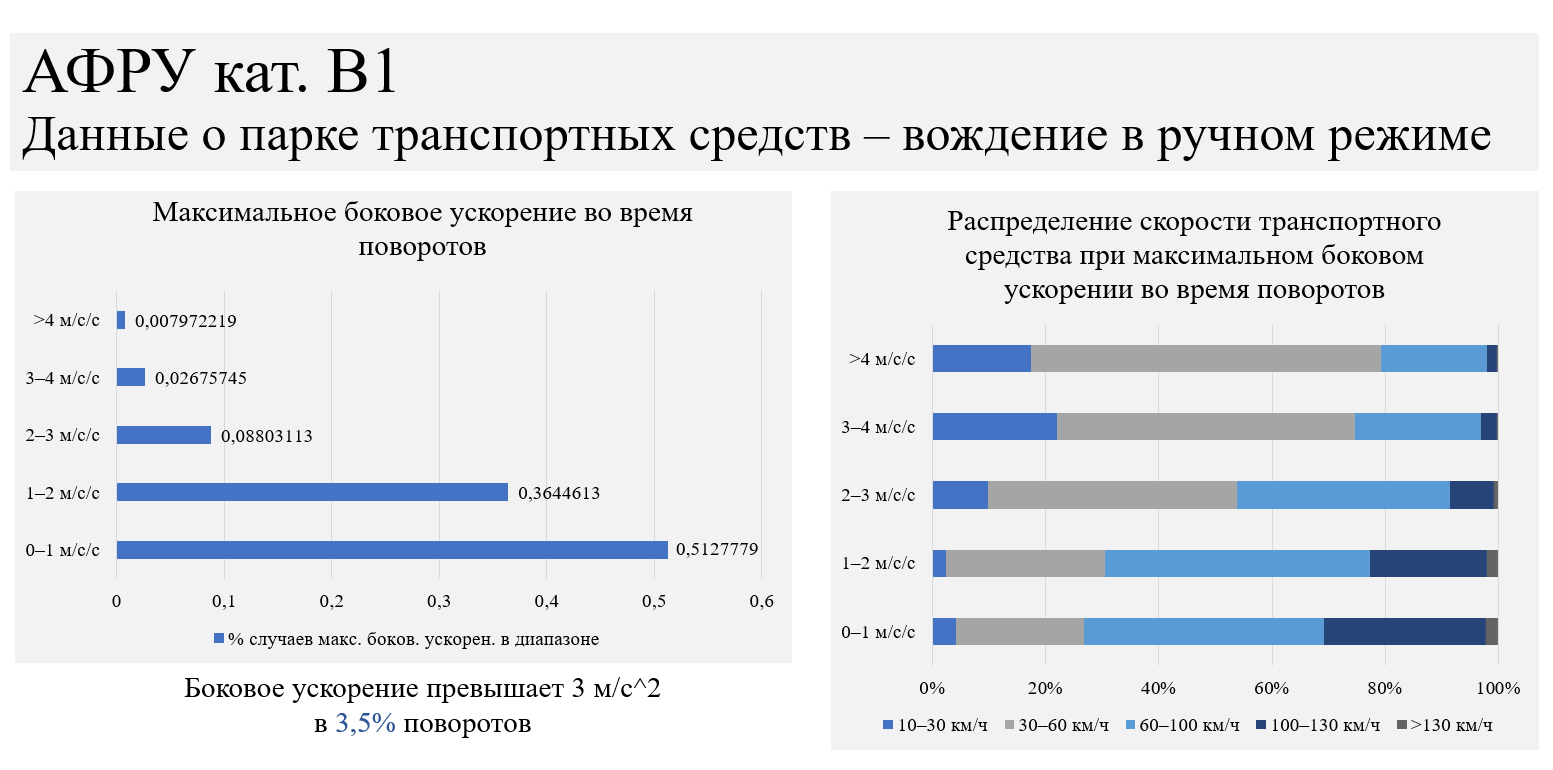 АФРУ кат. B1
Данные о парке транспортных средств – вождение в ручном режиме
Максимальное боковое ускорение во время
поворотов
>4 м/с/с
0,007972219
3–4 м/с/с
0,02675745
2–3 м/с/с
0,08803113
1–2 м/с/с
0,3644613
0–1 м/с/с
0,5127779
0 0,1 0,2 0,3 0,4 0,5 0,6
% случаев макс. боков. ускорен. в диапазоне
Боковое ускорение превышает 3 м/с^2
в 3,5% поворотов
Распределение скорости транспортного
средства при максимальном боковом
ускорении во время поворотов
>4 м/с/с
3–4 м/с/с
2–3 м/с/с
1–2 м/с/с
0–1 м/с/с
0% 20% 40% 60% 80% 100%
10–30 км/ч 30–60 км/ч 60–100 км/ч 100–130 км/ч >130 км/ч